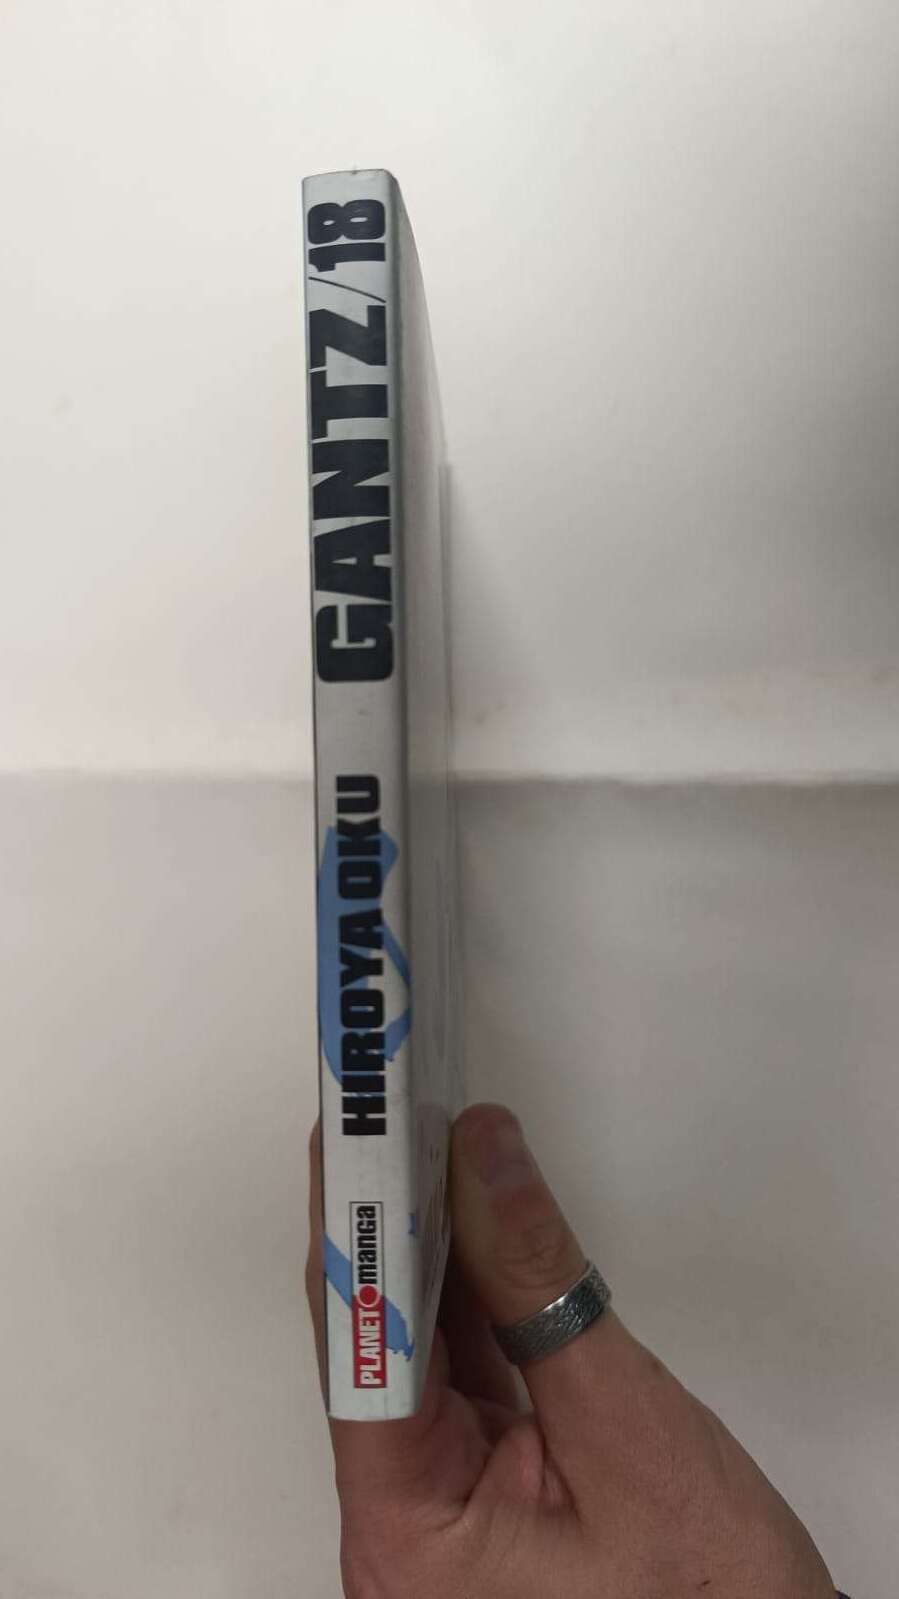 GANTZ/18
HIROYA OKU
PLANET manga